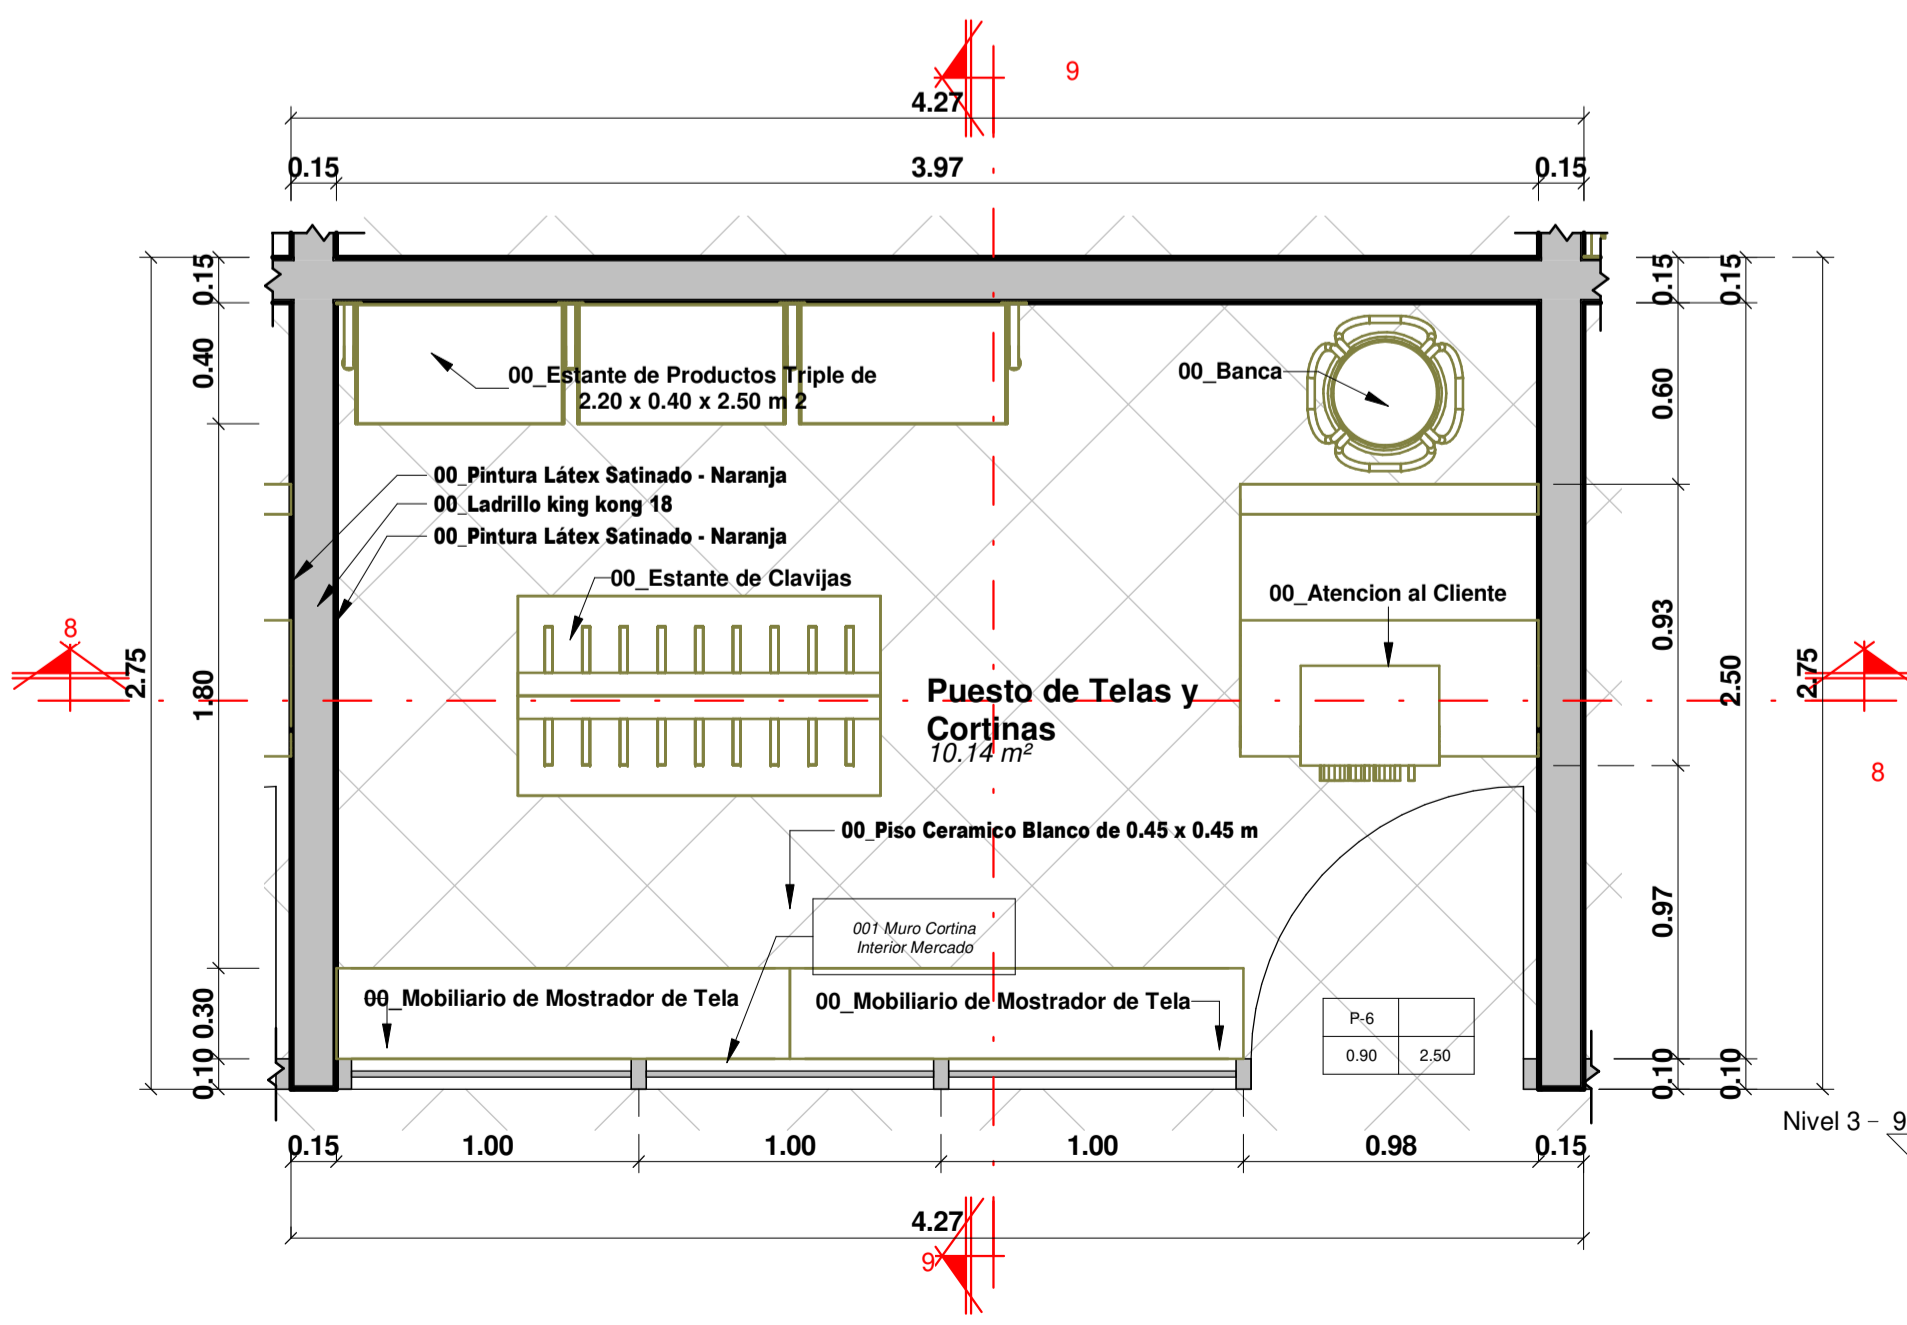 9
4.27
0.15
3.97
0.15
0.15
0.15
0.15
0.40
00_Estante de Productos Triple de
2.20 x 0.40 x 2.50 m 2
00_Banca
0.60
00_Pintura Látex Satinado - Naranja
00_Ladrillo king kong 18
00_Pintura Látex Satinado - Naranja
00_Estante de Clavijas
00_Atencion al Cliente
0.93
8
2.75
1.80
Puesto de Telas y
Cortinas
10.14 m²
2.50
2.75
8
00_Piso Ceramico Blanco de 0.45 x 0.45 m
0.97
001 Muro Cortina
Interior Mercado
0.30
00_Mobiliario de Mostrador de Tela
00_Mobiliario de Mostrador de Tela
P-6
0.90
2.50
0.10
0.10
0.10
Nivel 3 - 9
0.15
1.00
1.00
1.00
0.98
0.15
4.27
9